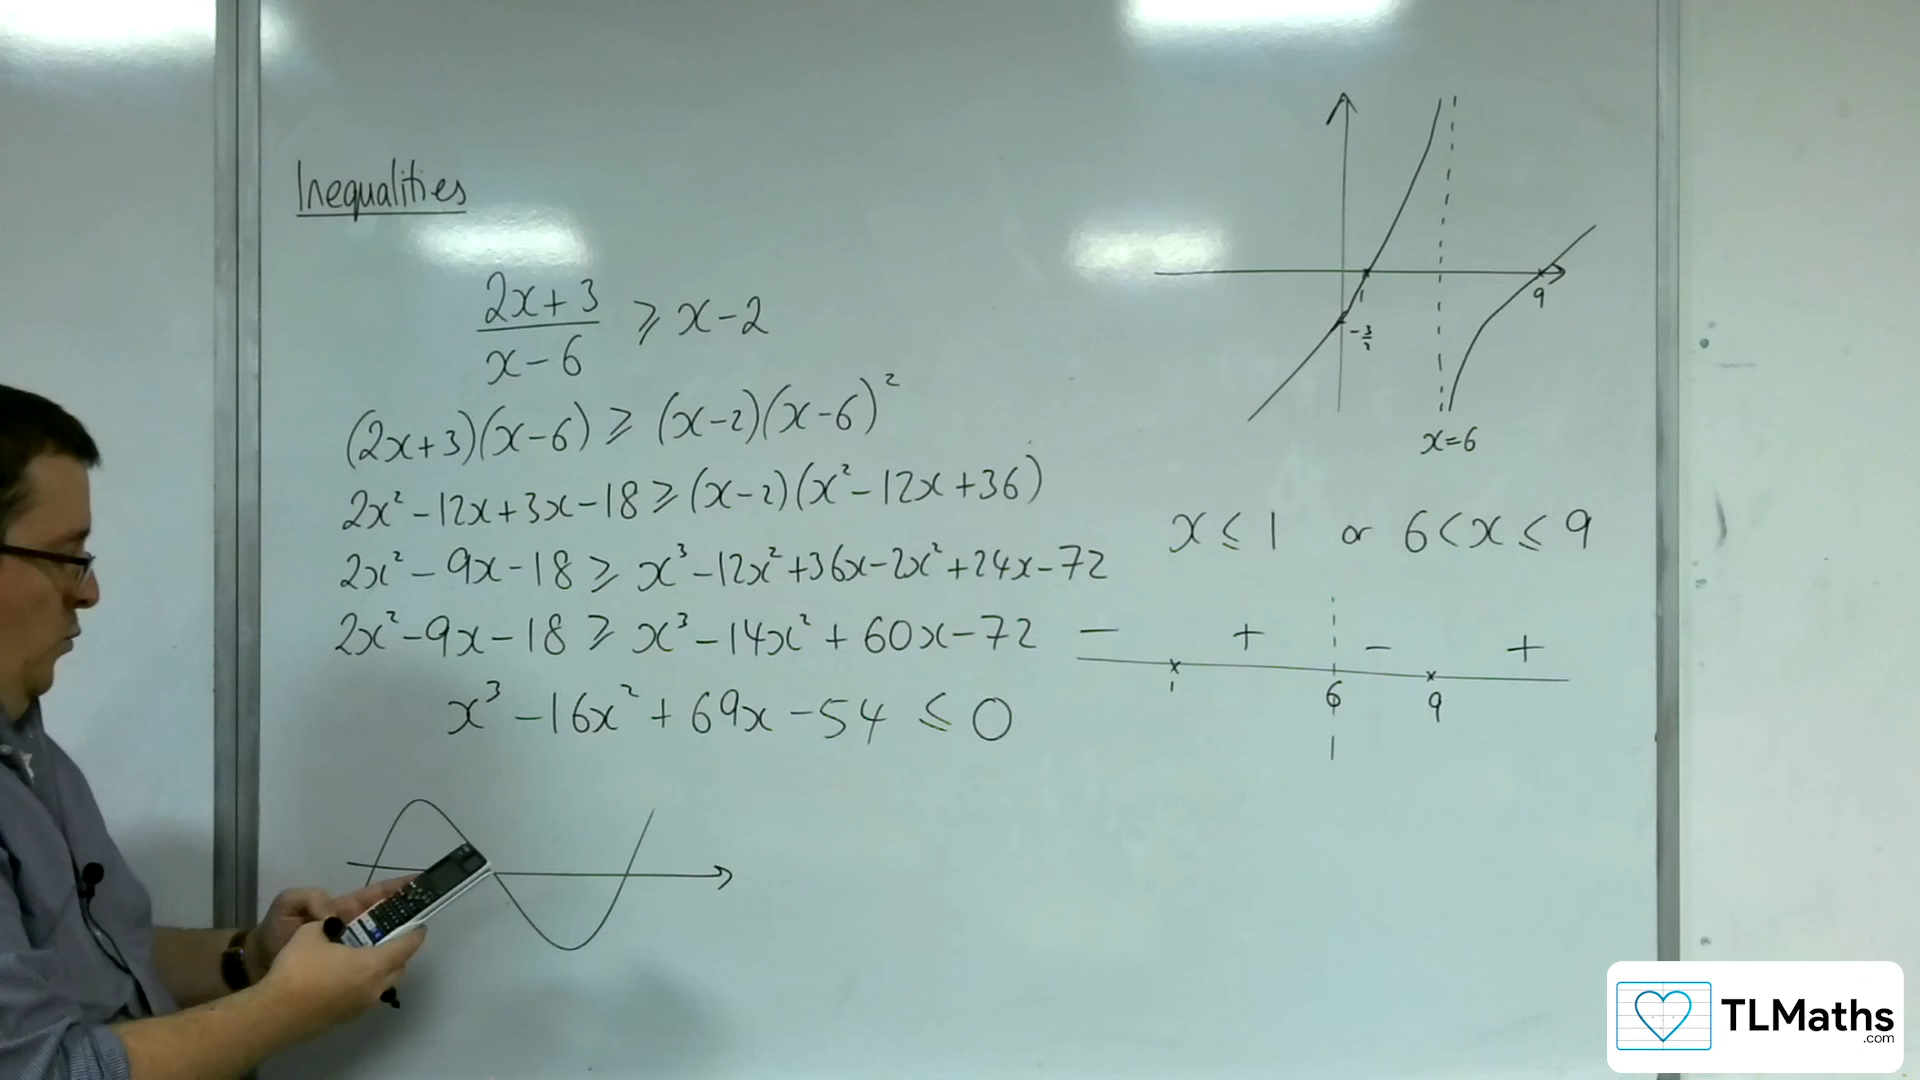 Inequalities
2x+3
x-6
⩾ x-2
(2x+3)(x-6) ⩾ (x-2)(x-6)²
2x²-12x+3x-18 ⩾ (x-2)(x²-12x+36)
2x²-9x-18 ⩾ x³-12x²+36x-2x²+24x-72
2x²-9x-18 ⩾ x³-14x²+60x-72
x³-16x²+69x-54 ⩽ 0
1
9
-3/2
x=6
x ⩽ 1 or 6 < x ⩽ 9
- + - +
1 6 9
TLMaths
.com